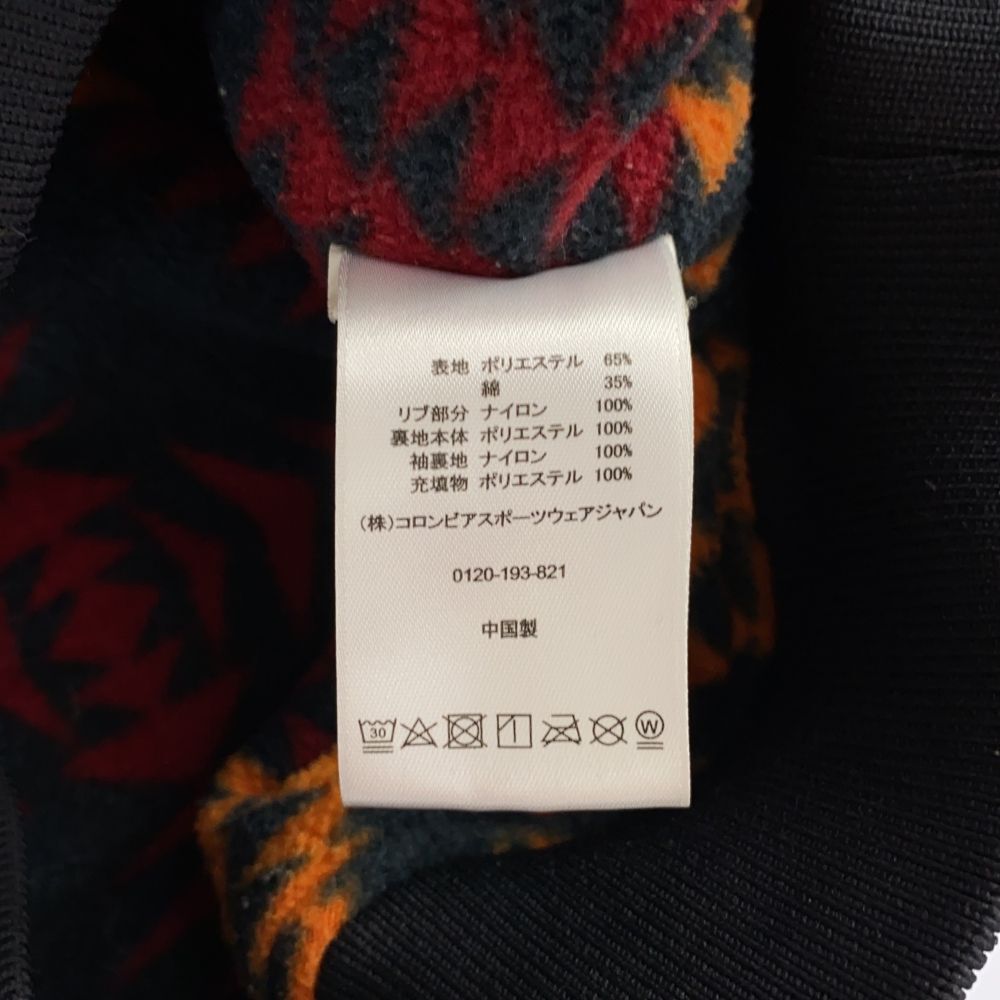 表地 ポリエステル 65%
綿 35%
リブ部分 ナイロン 100%
裏地本体 ポリエステル 100%
袖裏地 ナイロン 100%
充填物 ポリエステル 100%
(株)コロンビアスポーツウェアジャパン
0120-193-821
中国製
30 W